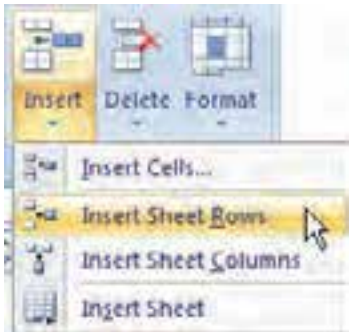 Insert Delete Format
Insert Cells...
Insert Sheet Rows
Insert Sheet Columns
Insert Sheet